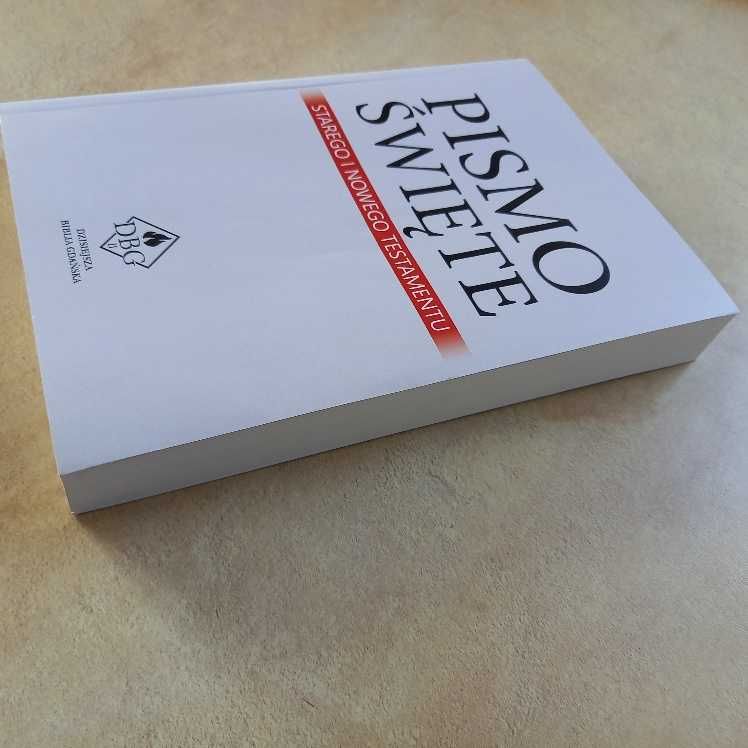 PISMO
ŚWIĘTE
STAREGO I NOWEGO TESTAMENTU
DBG
DZISIEJSZA
BIBLIA GDAŃSKA